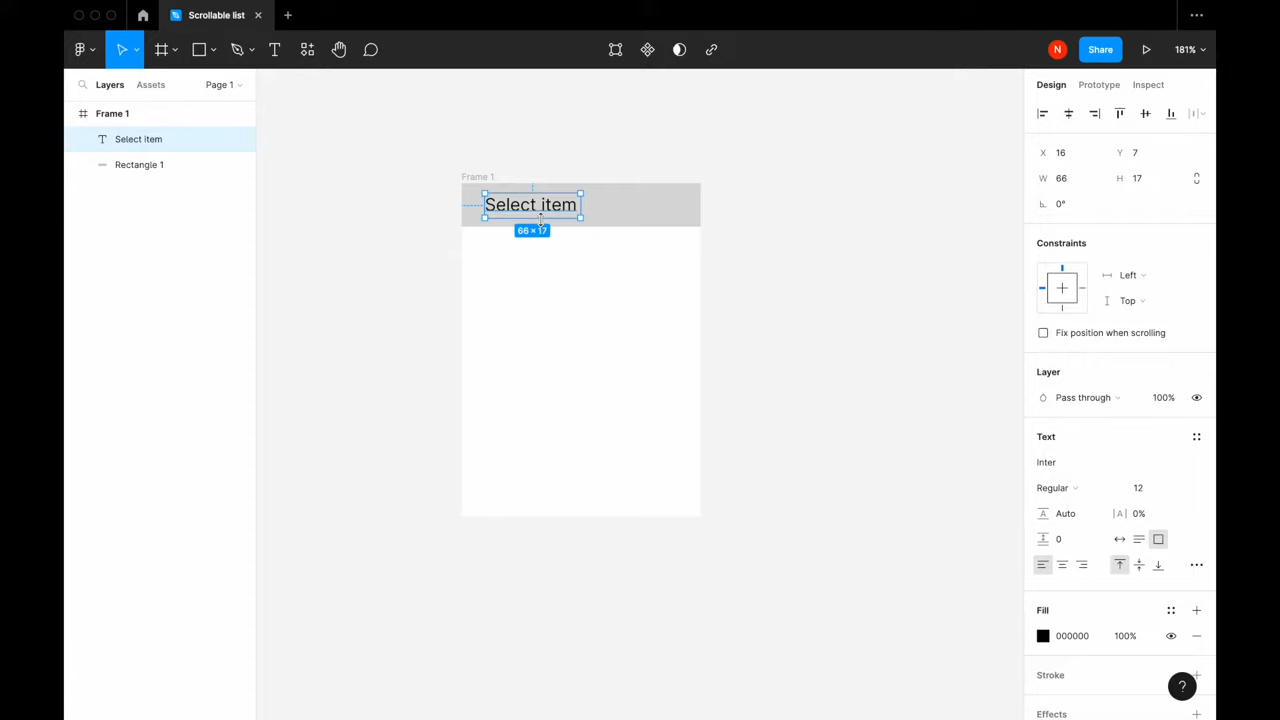 Scrollable list
N
Share
181%
Layers
Assets
Page 1
Design
Prototype
Inspect
Frame 1
Select item
Rectangle 1
Frame 1
Select item
66 × 17
X
16
Y
7
W
66
H
17
0°
Constraints
Left
Top
Fix position when scrolling
Layer
Pass through
100%
Text
Inter
Regular
12
A
Auto
|A|
0%
0
Fill
000000
100%
Stroke
Effects
?